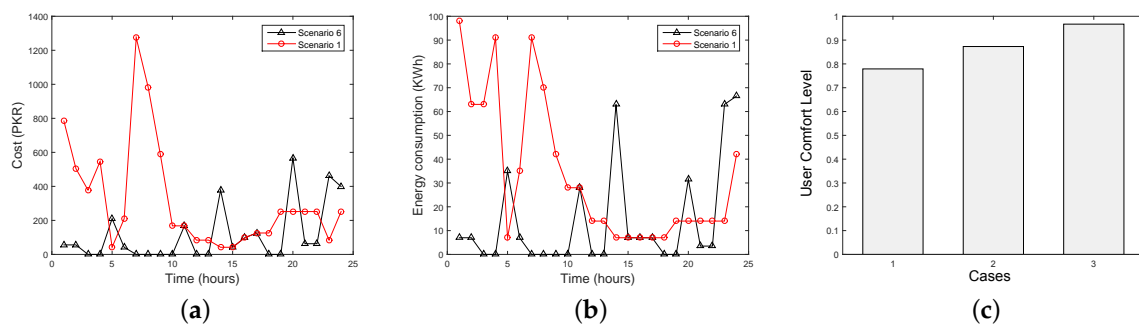 1400
1200
1000
800
600
400
200
0
Cost (PKR)
0 5 10 15 20 25
Time (hours)
Scenario 6
Scenario 1
(a)
100
90
80
70
60
50
40
30
20
10
0
Energy consumption (KWh)
0 5 10 15 20 25
Time (hours)
Scenario 6
Scenario 1
(b)
1
0.9
0.8
0.7
0.6
0.5
0.4
0.3
0.2
0.1
0
User Comfort Level
1 2 3
Cases
(c)